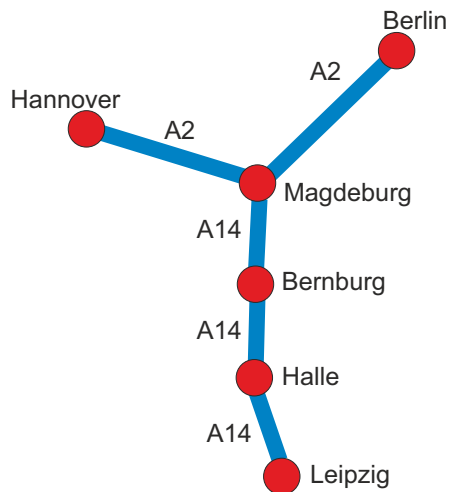 Berlin
A2
Hannover
A2
Magdeburg
A14
Bernburg
A14
Halle
A14
Leipzig